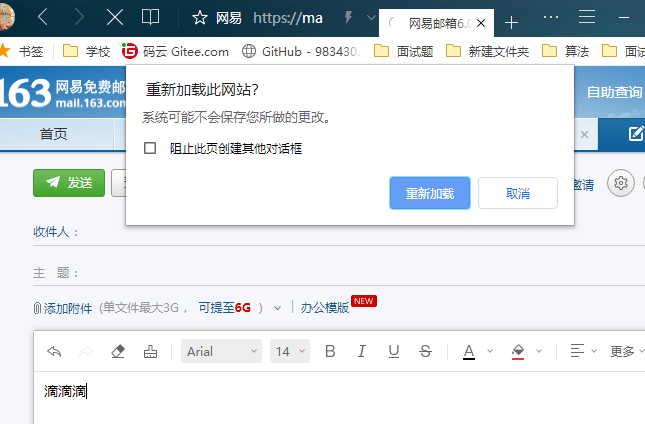 网易 https://ma 网易邮箱6.0
书签 学校 码云 Gitee.com GitHub - 983430 面试题 新建文件夹 算法 面试
163 网易免费邮
mail.163.com
自助查询
重新加载此网站?
系统可能不会保存您所做的更改。
阻止此页创建其他对话框
重新加载 取消
首页
发送 邀请
收件人：
主 题：
添加附件 (单文件最大3G， 可提至6G ) 办公模版 NEW
Arial 14 B I U S A 更多
滴滴滴